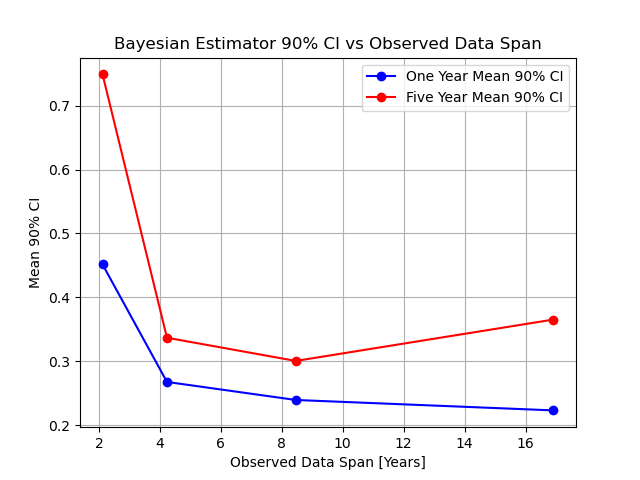 Bayesian Estimator 90% CI vs Observed Data Span
One Year Mean 90% CI
Five Year Mean 90% CI
Mean 90% CI
0.7
0.6
0.5
0.4
0.3
0.2
2 4 6 8 10 12 14 16
Observed Data Span [Years]